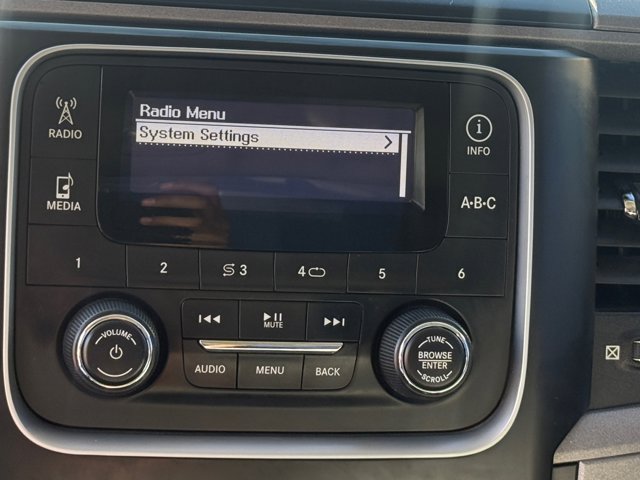 Radio Menu
System Settings
RADIO
MEDIA
i
INFO
A·B·C
1
2
3
4
5
6
VOLUME
MUTE
AUDIO
MENU
BACK
TUNE
BROWSE
ENTER
SCROLL